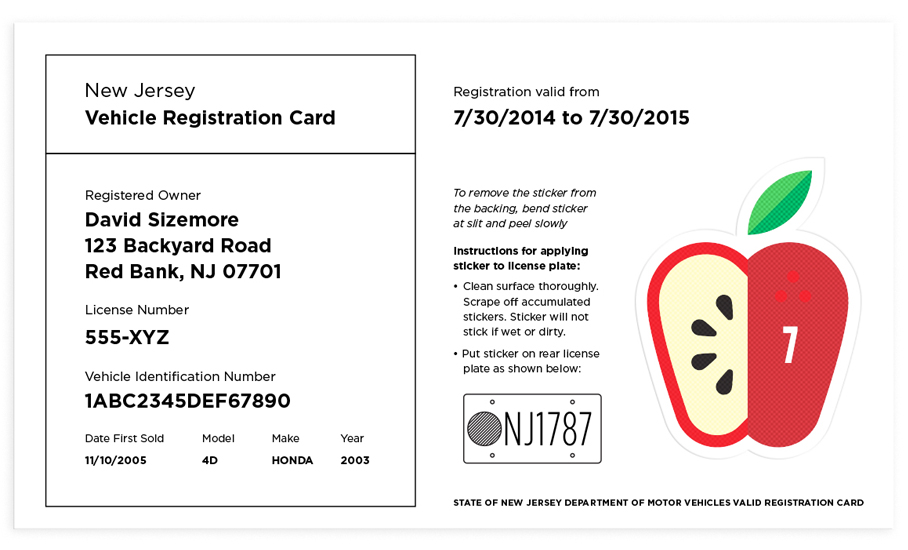 New Jersey
Vehicle Registration Card
Registered Owner
David Sizemore
123 Backyard Road
Red Bank, NJ 07701
License Number
555-XYZ
Vehicle Identification Number
1ABC2345DEF67890
Date First Sold Model Make Year
11/10/2005 4D HONDA 2003
Registration valid from
7/30/2014 to 7/30/2015
To remove the sticker from
the backing, bend sticker
at slit and peel slowly
Instructions for applying
sticker to license plate:
• Clean surface thoroughly.
Scrape off accumulated
stickers. Sticker will not
stick if wet or dirty.
• Put sticker on rear license
plate as shown below:
NJ1787
7
STATE OF NEW JERSEY DEPARTMENT OF MOTOR VEHICLES VALID REGISTRATION CARD